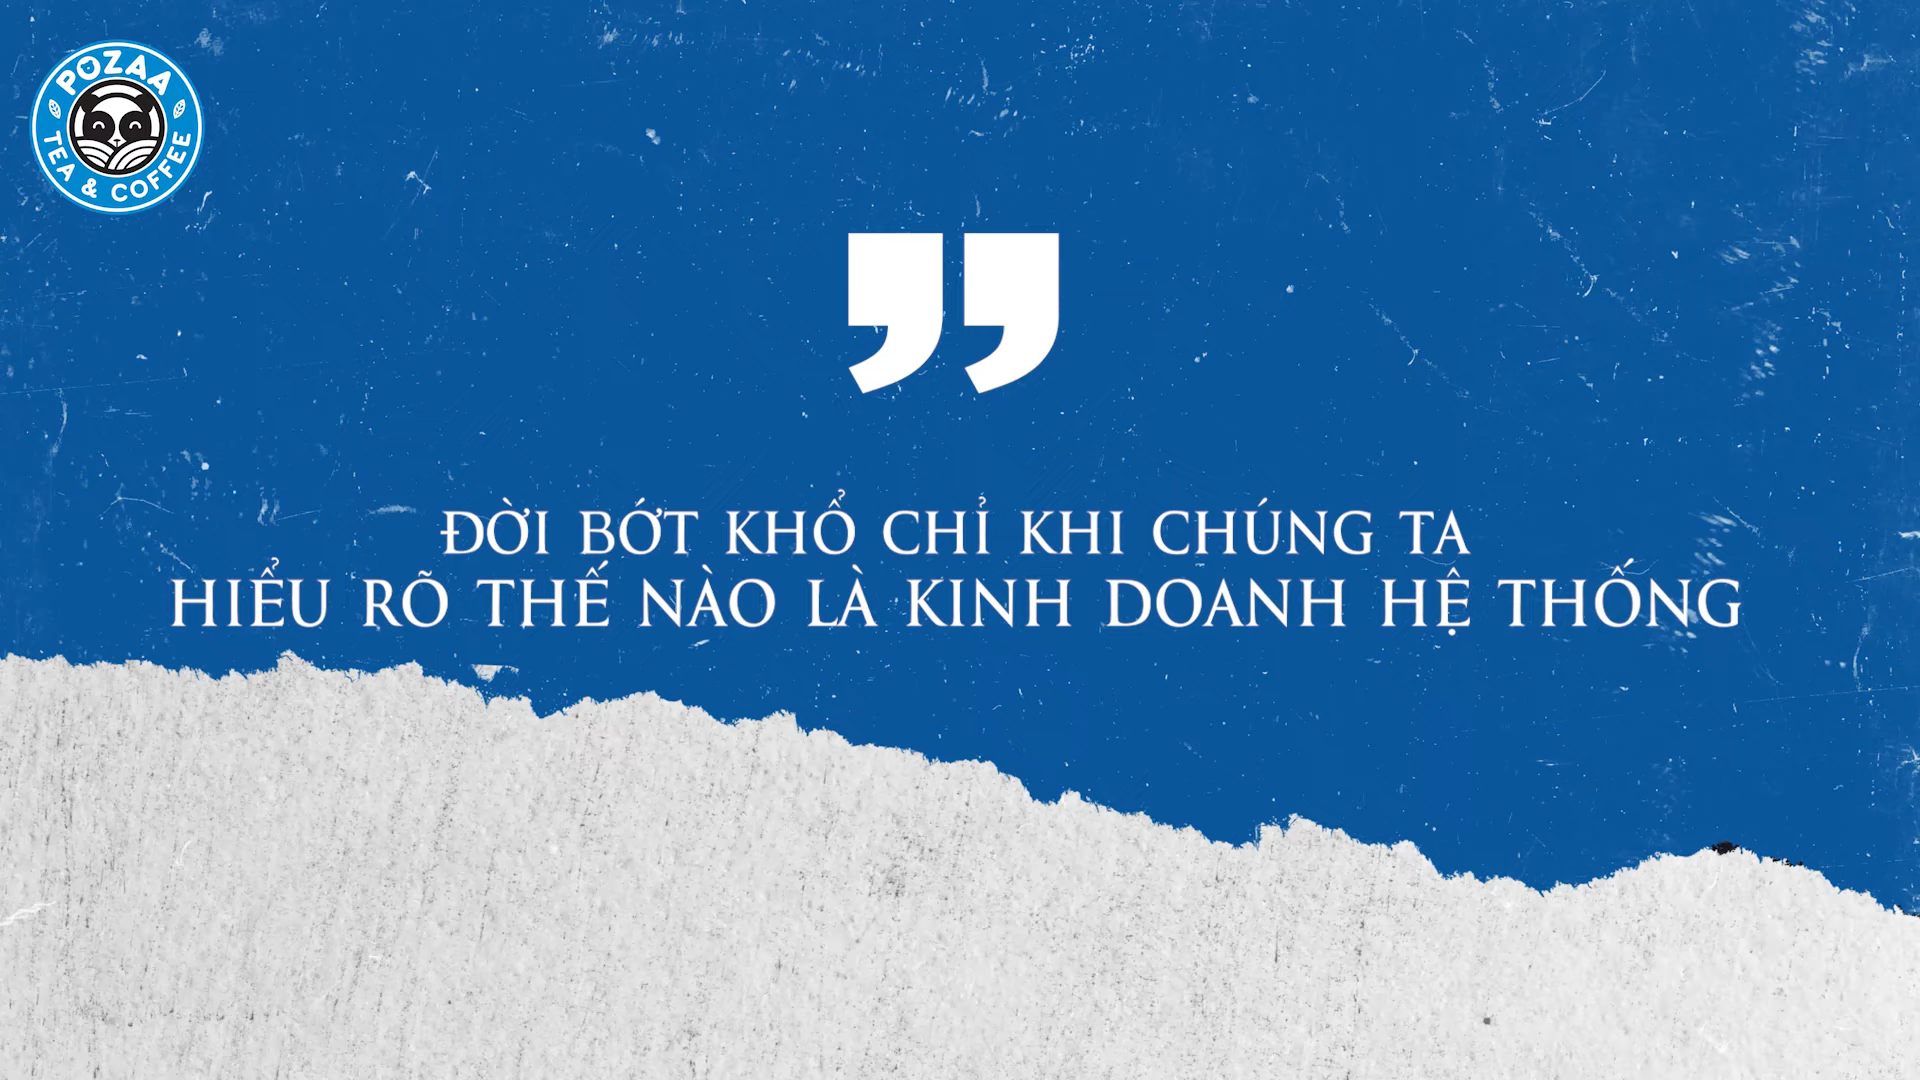 POZAA
TEA & COFFEE
”
ĐỜI BỚT KHỔ CHỈ KHI CHÚNG TA
HIỂU RÕ THẾ NÀO LÀ KINH DOANH HỆ THỐNG